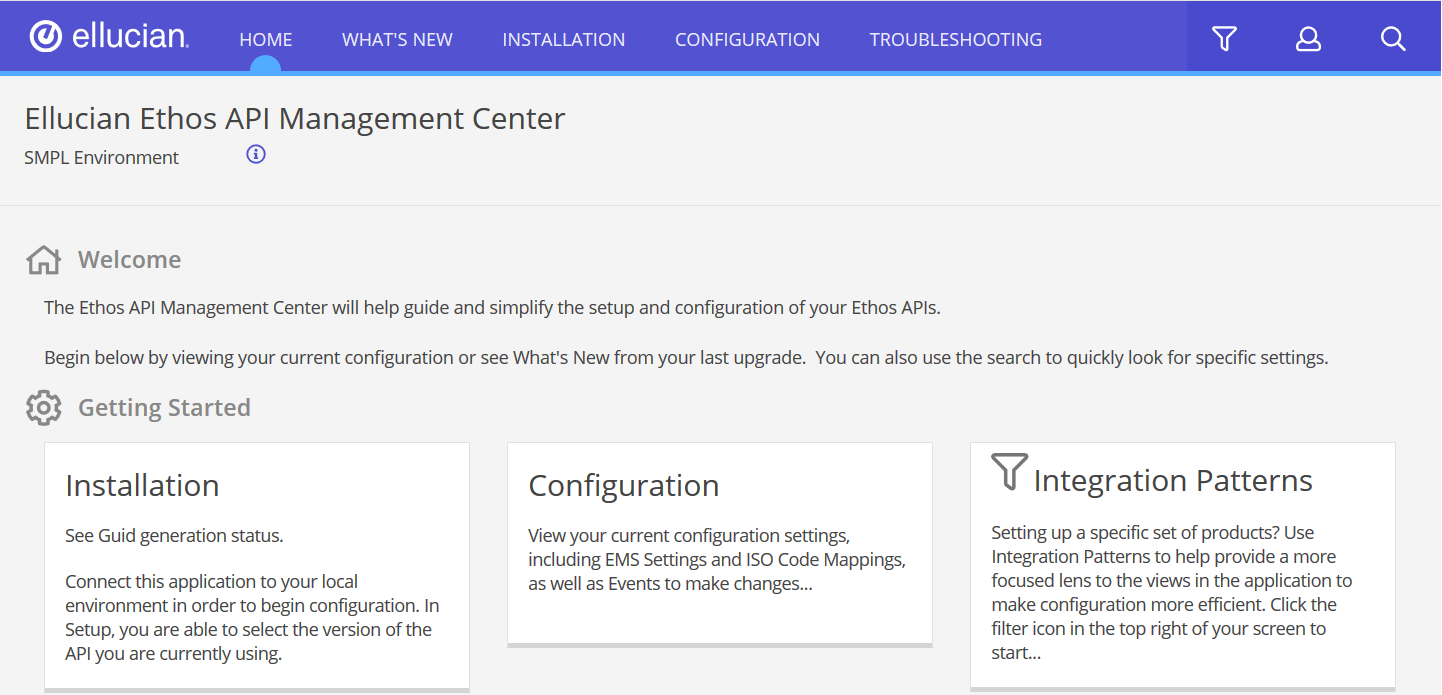 ellucian.
HOME
WHAT'S NEW
INSTALLATION
CONFIGURATION
TROUBLESHOOTING
Ellucian Ethos API Management Center
SMPL Environment
Welcome
The Ethos API Management Center will help guide and simplify the setup and configuration of your Ethos APIs.
Begin below by viewing your current configuration or see What's New from your last upgrade.  You can also use the search to quickly look for specific settings.
Getting Started
Installation
See Guid generation status.
Connect this application to your local
environment in order to begin configuration. In
Setup, you are able to select the version of the
API you are currently using.
Configuration
View your current configuration settings,
including EMS Settings and ISO Code Mappings,
as well as Events to make changes...
Integration Patterns
Setting up a specific set of products? Use
Integration Patterns to help provide a more
focused lens to the views in the application to
make configuration more efficient. Click the
filter icon in the top right of your screen to
start...